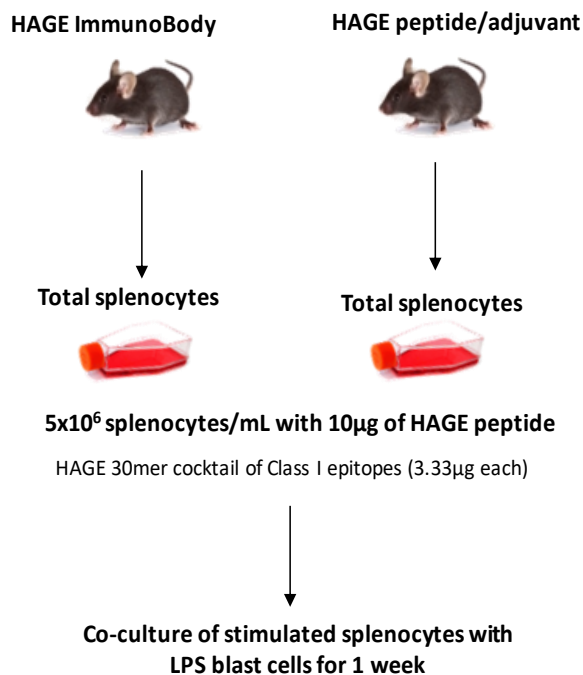 HAGE ImmunoBody
HAGE peptide/adjuvant
Total splenocytes
Total splenocytes
5x10⁶ splenocytes/mL with 10µg of HAGE peptide
HAGE 30mer cocktail of Class I epitopes (3.33µg each)
Co-culture of stimulated splenocytes with
LPS blast cells for 1 week